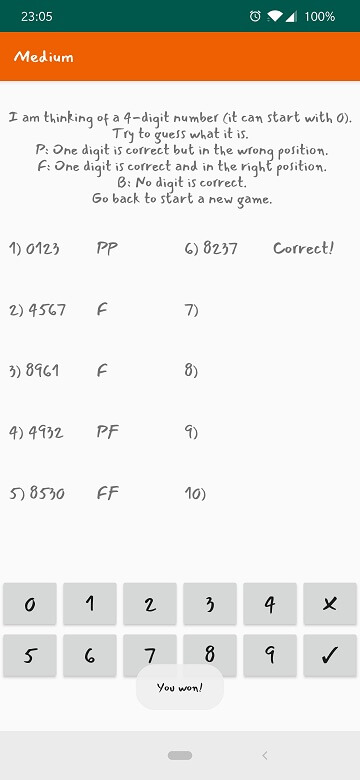 23:05 100%
Medium
I am thinking of a 4-digit number (it can start with 0).
Try to guess what it is.
P: One digit is correct but in the wrong position.
F: One digit is correct and in the right position.
B: No digit is correct.
Go back to start a new game.
1) 0123 PP 6) 8237 Correct!
2) 4567 F 7)
3) 8961 F 8)
4) 4932 PF 9)
5) 8530 FF 10)
0 1 2 3 4 X
5 6 7 8 9 ✓
You won!